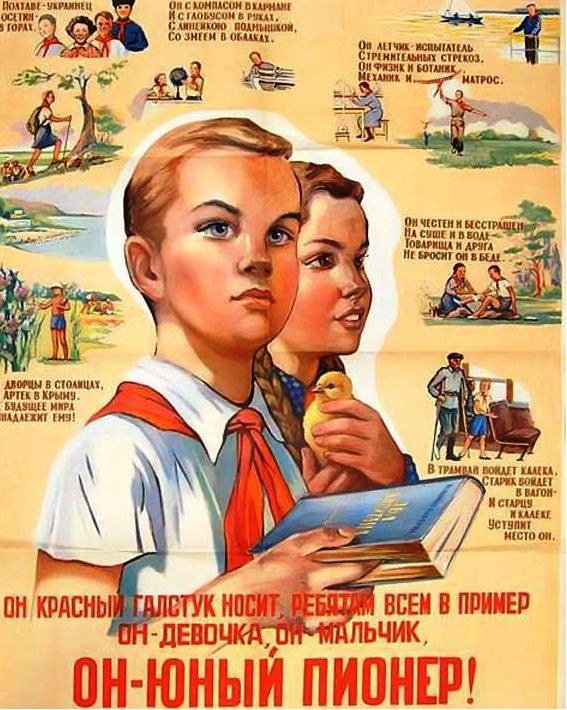 ПОЛТАВЕ-УКРАИНЕЦ
ОСЕТИН-
В ГОРАХ.
ОН С КОМПАСОМ В КАРМАНЕ
И С ГЛОБУСОМ В РУКАХ,
С ЛИНЕЙКОЮ ПОДМЫШКОЙ,
СО ЗМЕЕМ В ОБЛАКАХ.
ОН ЛЕТЧИК-ИСПЫТАТЕЛЬ
СТРЕМИТЕЛЬНЫХ СТРЕКОЗ,
ОН ФИЗИК И БОТАНИК,
МЕХАНИК И МАТРОС.
ОН ЧЕСТЕН И БЕССТРАШЕН
НА СУШЕ И В ВОДЕ—
ТОВАРИЩА И ДРУГА
НЕ БРОСИТ ОН В БЕДЕ.
ДВОРЦЫ В СТОЛИЦАХ,
АРТЕК В КРЫМУ.
БУДУЩЕЕ МИРА
НАДЛЕЖИТ ЕМУ!
В ТРАМВАЙ ВОЙДЕТ КАЛЕКА,
СТАРИК ВОЙДЕТ
В ВАГОН-
И СТАРЦУ
И КАЛЕКЕ
УСТУПИТ
МЕСТО ОН.
ОН КРАСНЫЙ ГАЛСТУК НОСИТ, РЕБЯТАМ ВСЕМ В ПРИМЕР
ОН-ДЕВОЧКА, ОН-МАЛЬЧИК,
ОН-ЮНЫЙ ПИОНЕР!